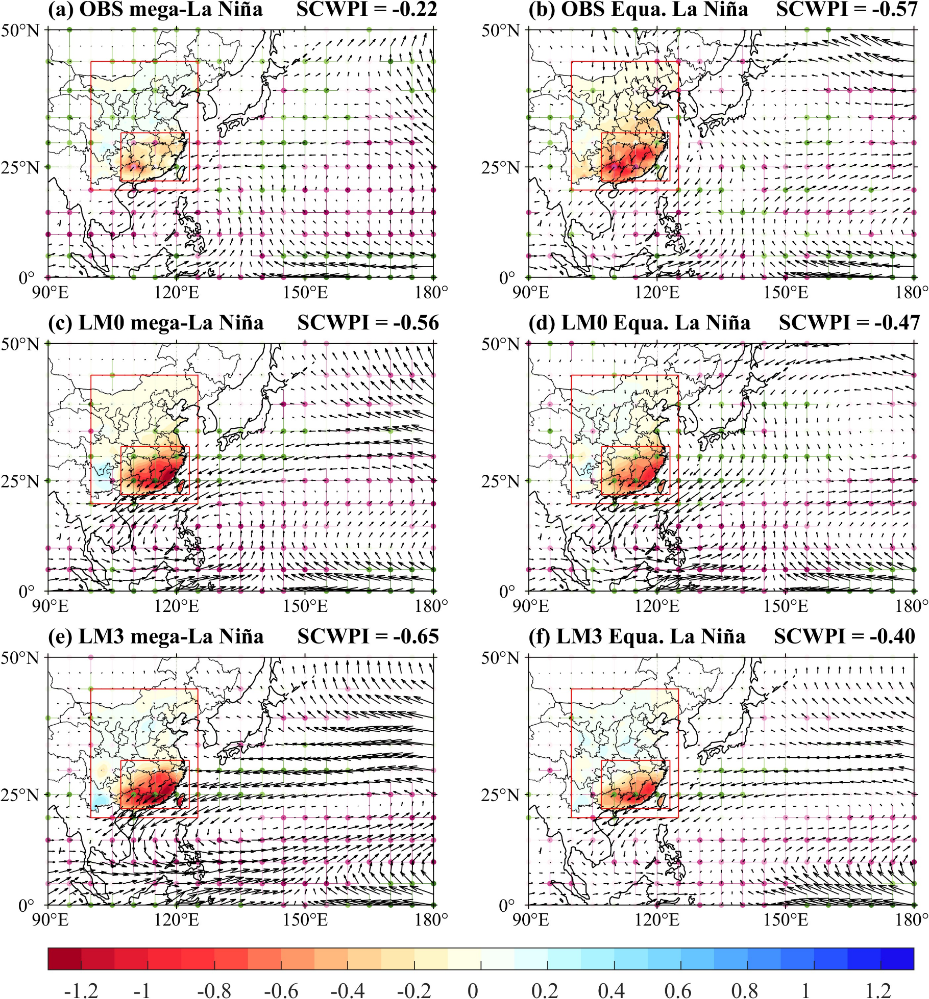 (a) OBS mega-La Niña SCWPI = -0.22
(b) OBS Equa. La Niña SCWPI = -0.57
50°N
25°N
0°
90°E 120°E 150°E 180°
50°N
25°N
0°
90°E 120°E 150°E 180°
(c) LM0 mega-La Niña SCWPI = -0.56
(d) LM0 Equa. La Niña SCWPI = -0.47
50°N
25°N
0°
90°E 120°E 150°E 180°
50°N
25°N
0°
90°E 120°E 150°E 180°
(e) LM3 mega-La Niña SCWPI = -0.65
(f) LM3 Equa. La Niña SCWPI = -0.40
50°N
25°N
0°
90°E 120°E 150°E 180°
50°N
25°N
0°
90°E 120°E 150°E 180°
-1.2 -1 -0.8 -0.6 -0.4 -0.2 0 0.2 0.4 0.6 0.8 1 1.2